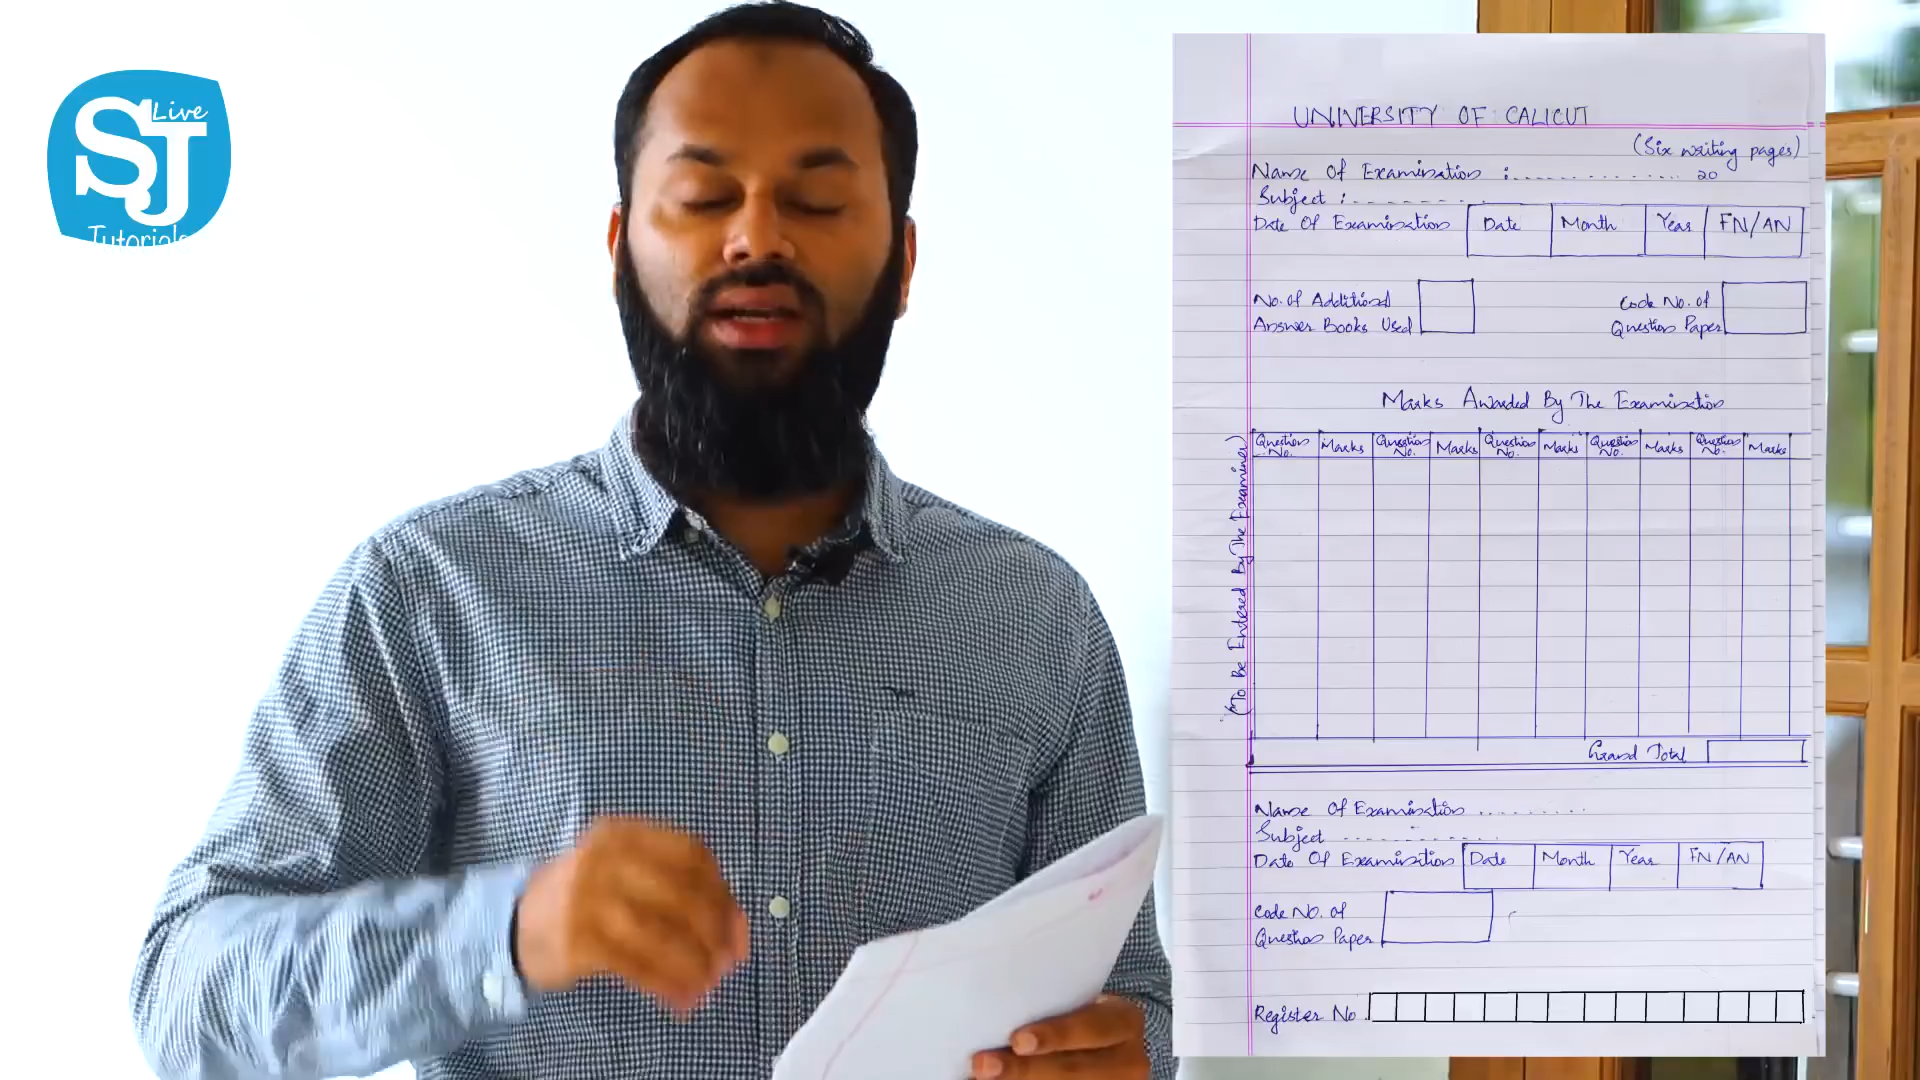 SJ Live
Tutorials
UNIVERSITY OF CALICUT
(Six writing pages)
Name Of Examination : .................. 20
Subject : ..........
Date Of Examination Date Month Year FN/AN
No. of Additional
Answer Books Used
Code No. of
Question Paper
Marks Awarded By The Examination
(To Be Entered By The Examiner)
Question No. Marks Question No. Marks Question No. Marks Question No. Marks Question No. Marks
Grand Total
Name Of Examination .........
Subject ...........
Date Of Examination Date Month Year FN/AN
Code No. of
Question Paper
Register No